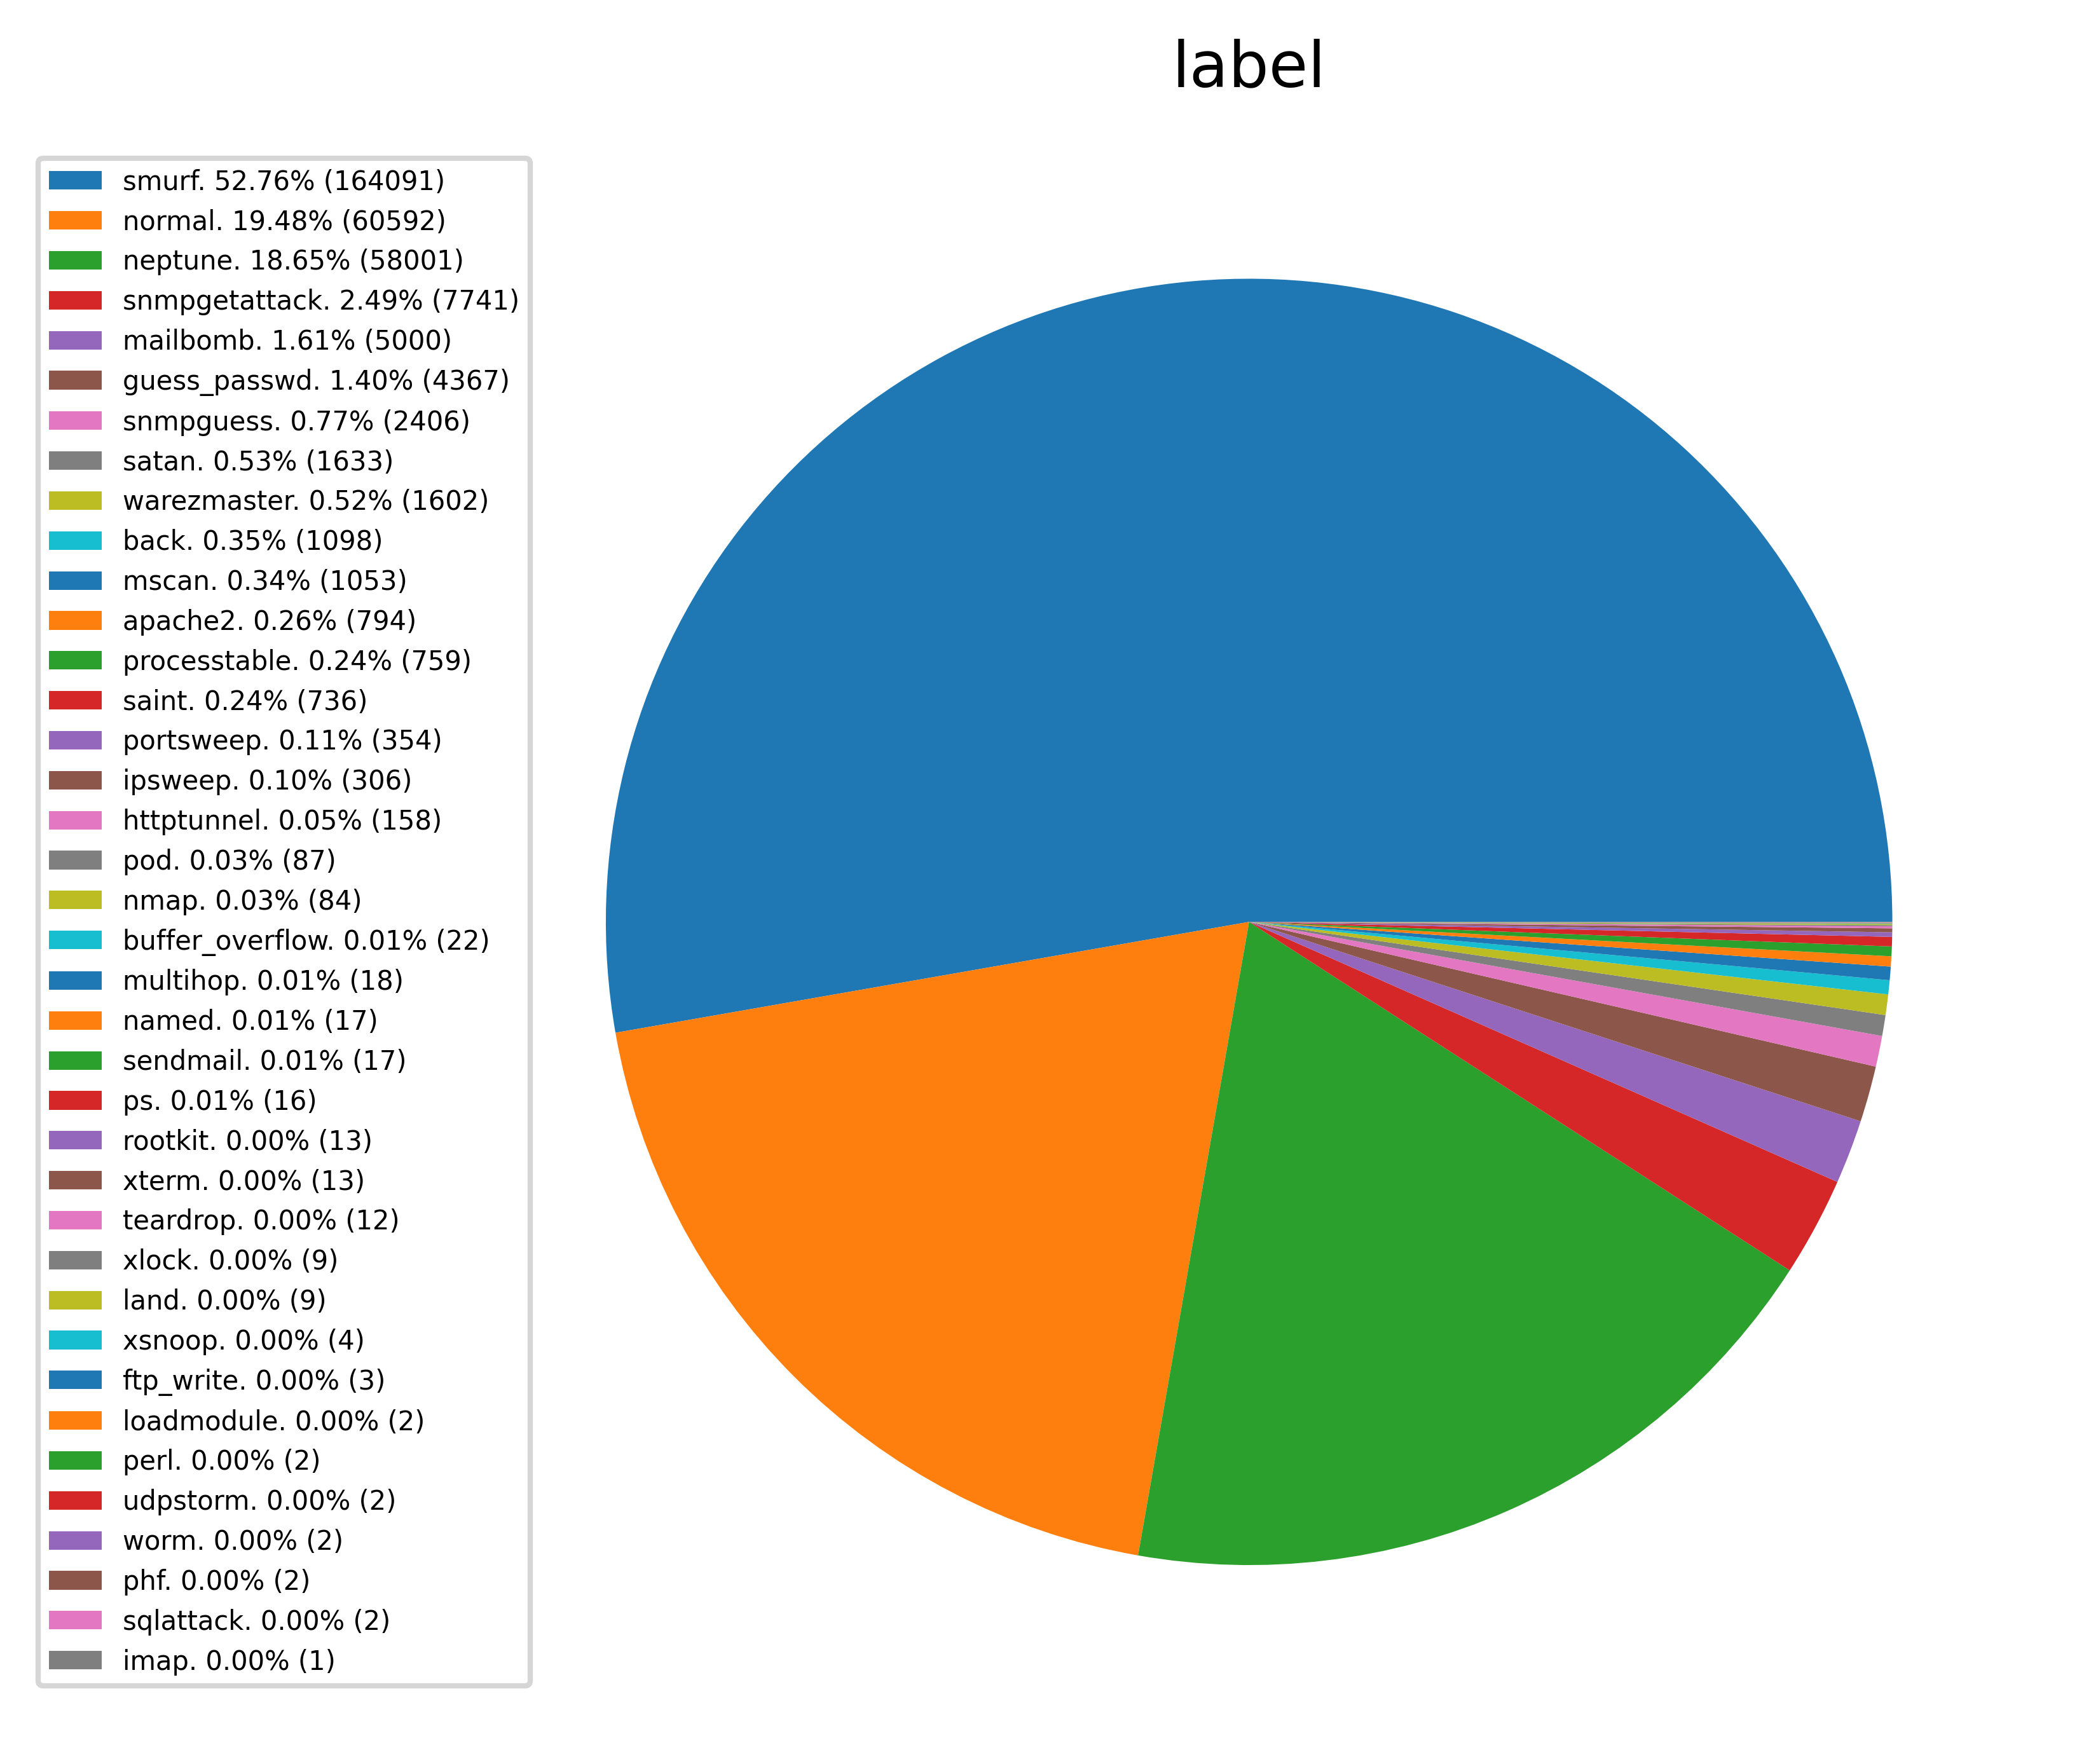 label
smurf. 52.76% (164091)
normal. 19.48% (60592)
neptune. 18.65% (58001)
snmpgetattack. 2.49% (7741)
mailbomb. 1.61% (5000)
guess_passwd. 1.40% (4367)
snmpguess. 0.77% (2406)
satan. 0.53% (1633)
warezmaster. 0.52% (1602)
back. 0.35% (1098)
mscan. 0.34% (1053)
apache2. 0.26% (794)
processtable. 0.24% (759)
saint. 0.24% (736)
portsweep. 0.11% (354)
ipsweep. 0.10% (306)
httptunnel. 0.05% (158)
pod. 0.03% (87)
nmap. 0.03% (84)
buffer_overflow. 0.01% (22)
multihop. 0.01% (18)
named. 0.01% (17)
sendmail. 0.01% (17)
ps. 0.01% (16)
rootkit. 0.00% (13)
xterm. 0.00% (13)
teardrop. 0.00% (12)
xlock. 0.00% (9)
land. 0.00% (9)
xsnoop. 0.00% (4)
ftp_write. 0.00% (3)
loadmodule. 0.00% (2)
perl. 0.00% (2)
udpstorm. 0.00% (2)
worm. 0.00% (2)
phf. 0.00% (2)
sqlattack. 0.00% (2)
imap. 0.00% (1)